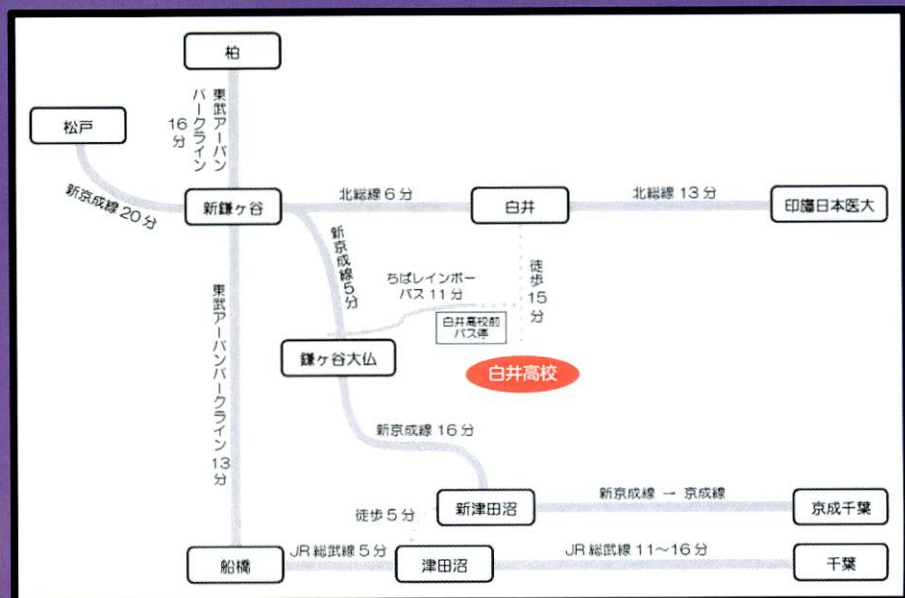 柏
東武アーバン
パークライン
16分
松戸
新京成線 20分
新鎌ヶ谷
北総線 6分
白井
北総線 13分
印旛日本医大
新京成線5分
ちばレインボー
バス 11分
徒歩15分
白井高校前
バス停
東武アーバンパークライン 13分
鎌ヶ谷大仏
白井高校
新京成線 16分
新津田沼
新京成線 → 京成線
京成千葉
徒歩 5分
船橋
JR 総武線 5分
津田沼
JR 総武線 11～16分
千葉